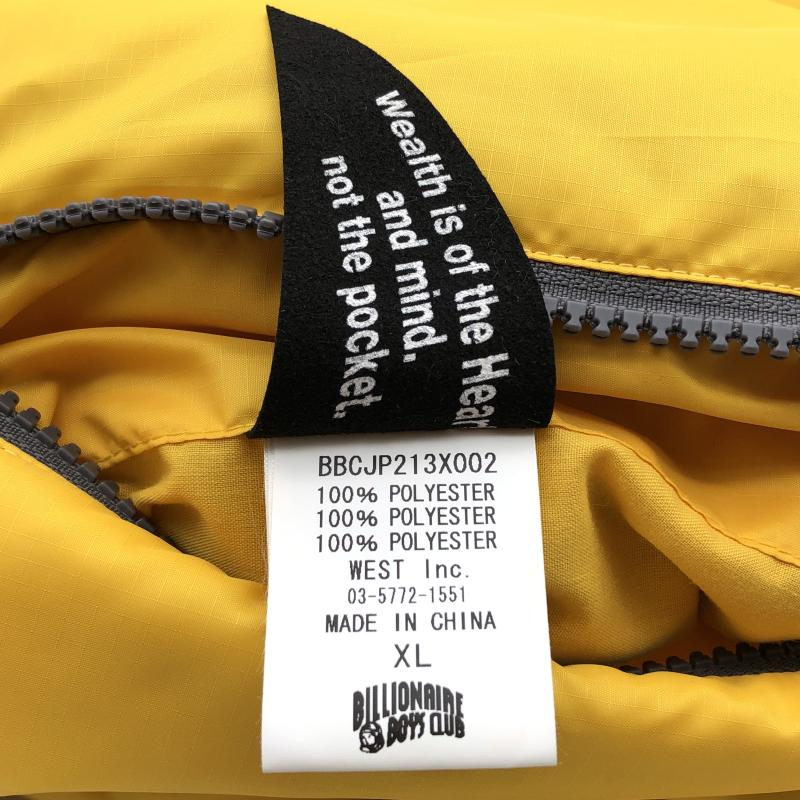 Wealth is of the Hear
and mind.
not the pocket.
BBCJP213X002
100% POLYESTER
100% POLYESTER
100% POLYESTER
WEST Inc.
03-5772-1551
MADE IN CHINA
XL
BILLIONAIRE
BOYS CLUB